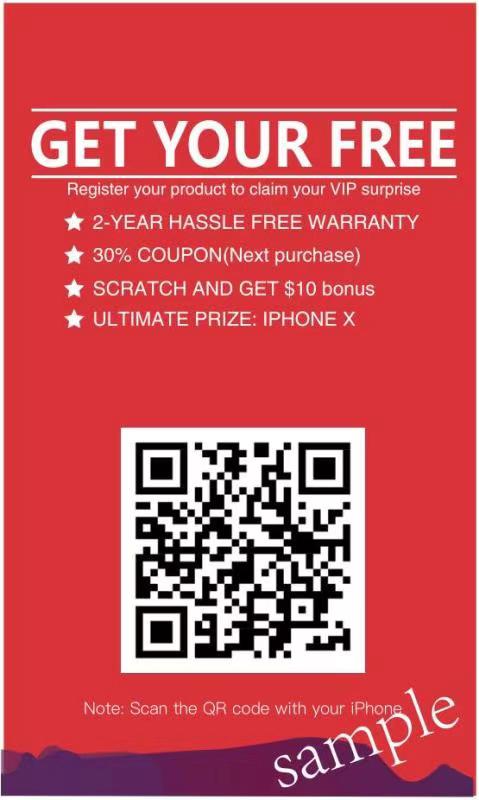 GET YOUR FREE
Register your product to claim your VIP surprise
2-YEAR HASSLE FREE WARRANTY
30% COUPON(Next purchase)
SCRATCH AND GET $10 bonus
ULTIMATE PRIZE: IPHONE X
Note: Scan the QR code with your iPhone
sample